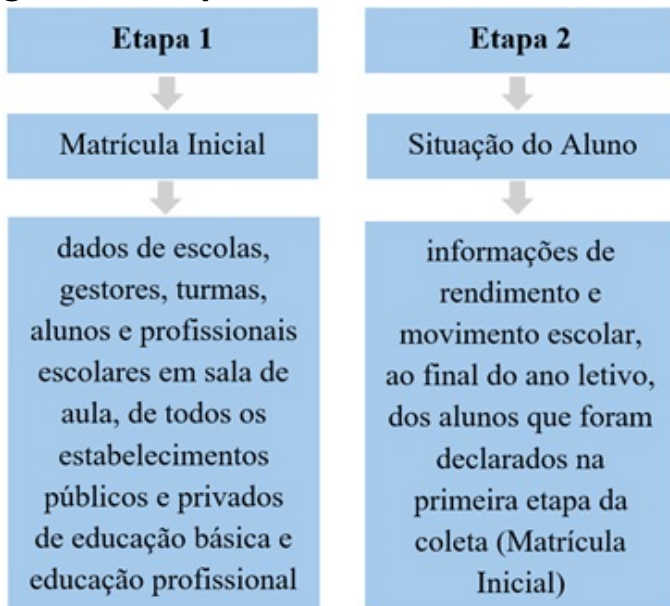 Etapa 1
Matrícula Inicial
dados de escolas,
gestores, turmas,
alunos e profissionais
escolares em sala de
aula, de todos os
estabelecimentos
públicos e privados
de educação básica e
educação profissional
Etapa 2
Situação do Aluno
informações de
rendimento e
movimento escolar,
ao final do ano letivo,
dos alunos que foram
declarados na
primeira etapa da
coleta (Matrícula
Inicial)